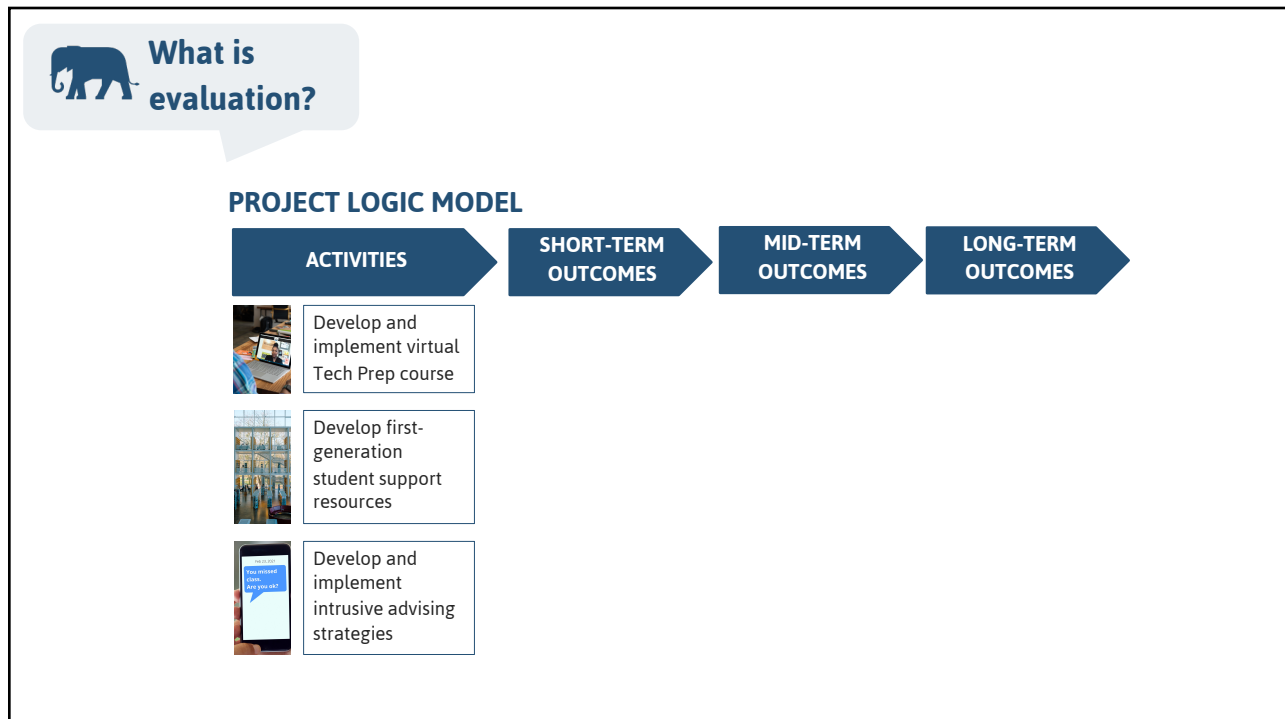 What is
evaluation?
PROJECT LOGIC MODEL
ACTIVITIES
SHORT-TERM
OUTCOMES
MID-TERM
OUTCOMES
LONG-TERM
OUTCOMES
Develop and
implement virtual
Tech Prep course
Develop first-
generation
student support
resources
You missed
class.
Are you ok?
Develop and
implement
intrusive advising
strategies